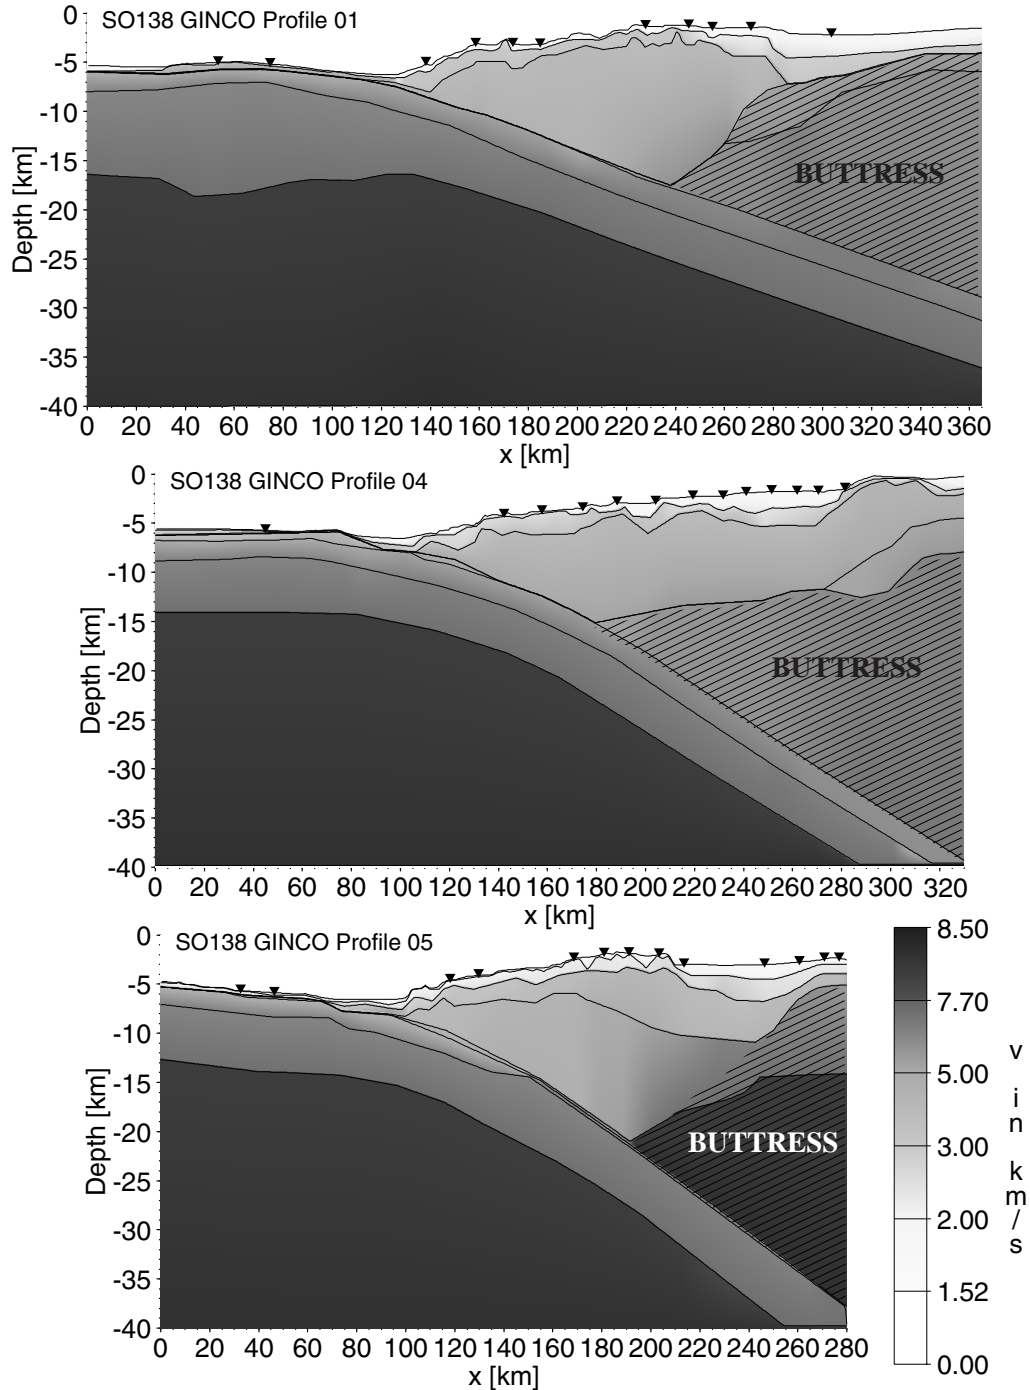 SO138 GINCO Profile 01
0
-5
-10
-15
-20
-25
-30
-35
-40
Depth [km]
BUTTRESS
0 20 40 60 80 100 120 140 160 180 200 220 240 260 280 300 320 340 360
x [km]
SO138 GINCO Profile 04
0
-5
-10
-15
-20
-25
-30
-35
-40
Depth [km]
BUTTRESS
0 20 40 60 80 100 120 140 160 180 200 220 240 260 280 300 320
x [km]
SO138 GINCO Profile 05
0
-5
-10
-15
-20
-25
-30
-35
-40
Depth [km]
BUTTRESS
0 20 40 60 80 100 120 140 160 180 200 220 240 260 280
x [km]
8.50
7.70
5.00
3.00
2.00
1.52
0.00
v in km/s